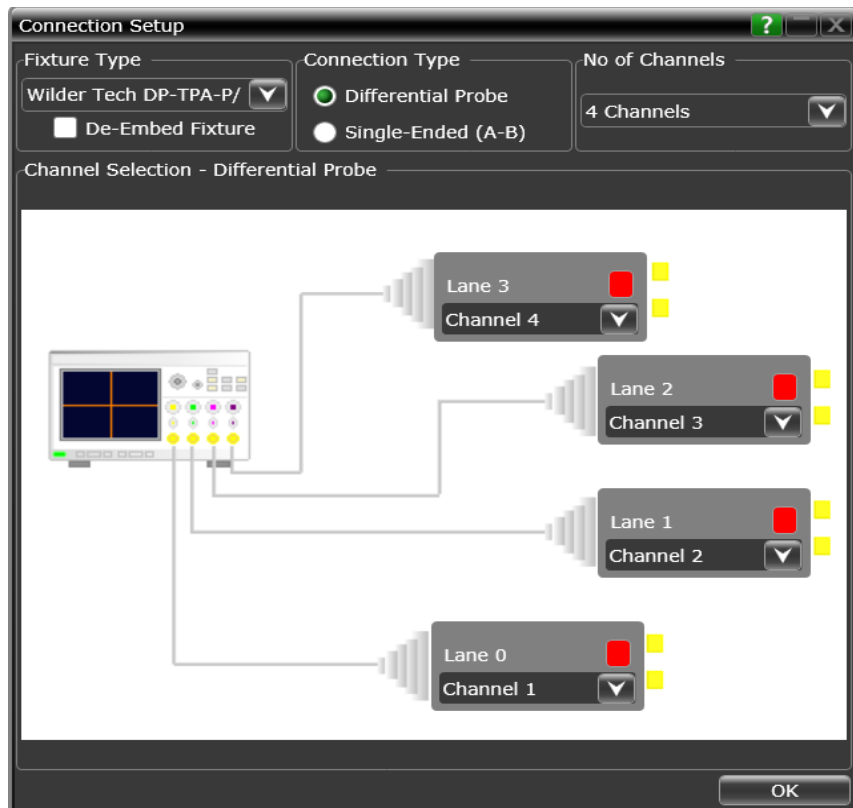 Connection Setup
?
X
Fixture Type
Wilder Tech DP-TPA-P/
De-Embed Fixture
Connection Type
Differential Probe
Single-Ended (A-B)
No of Channels
4 Channels
Channel Selection - Differential Probe
Lane 3
Channel 4
Lane 2
Channel 3
Lane 1
Channel 2
Lane 0
Channel 1
OK